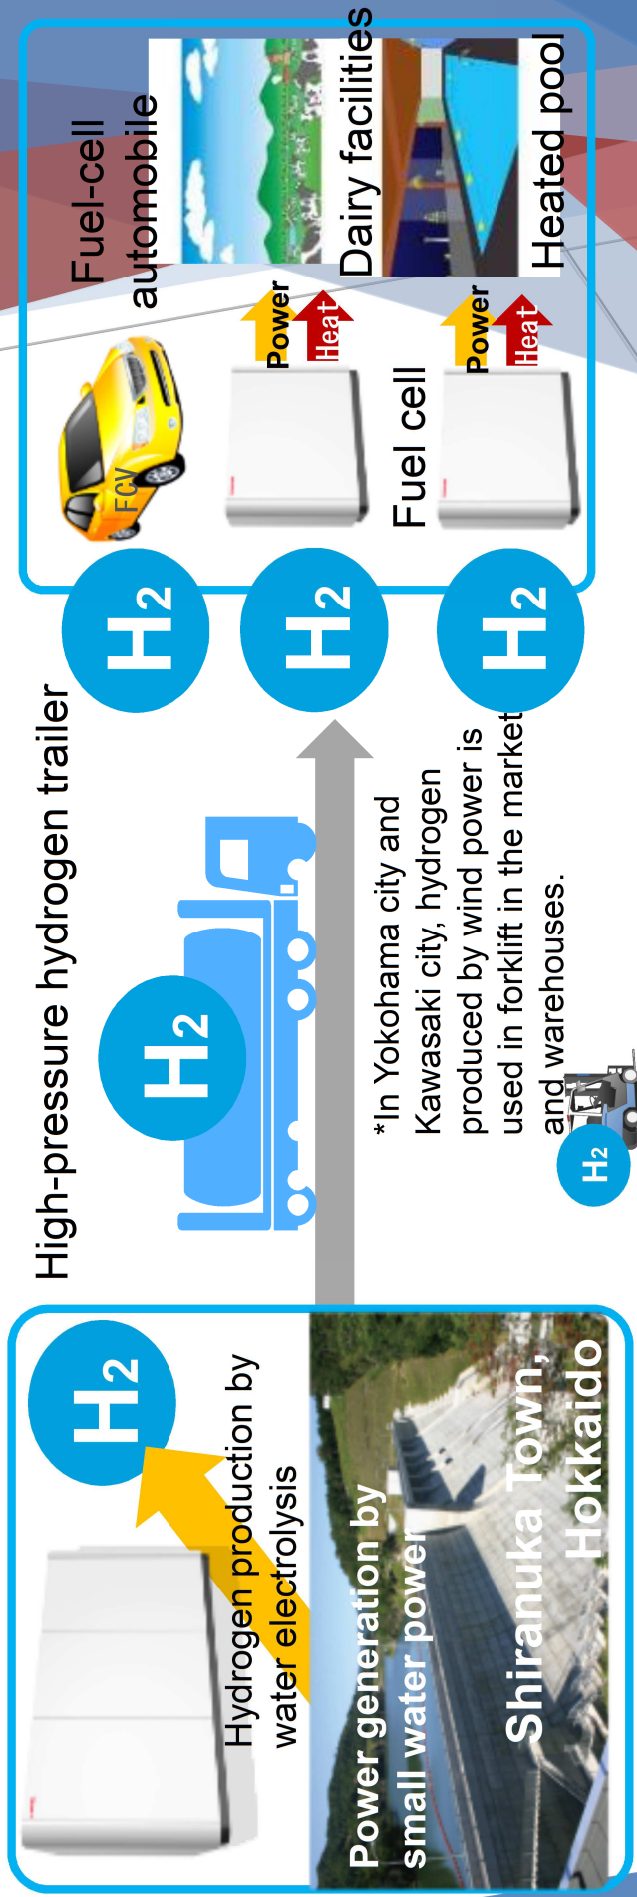 Hydrogen production by
water electrolysis
H2
Power generation by
small water power
Shiranuka Town,
Hokkaido
High-pressure hydrogen trailer
H2
*In Yokohama city and
Kawasaki city, hydrogen
produced by wind power is
used in forklift in the market
and warehouses.
H2
H2
FCV
Fuel-cell
automobile
H2
Power
Heat
Dairy facilities
Fuel cell
H2
Power
Heat
Heated pool